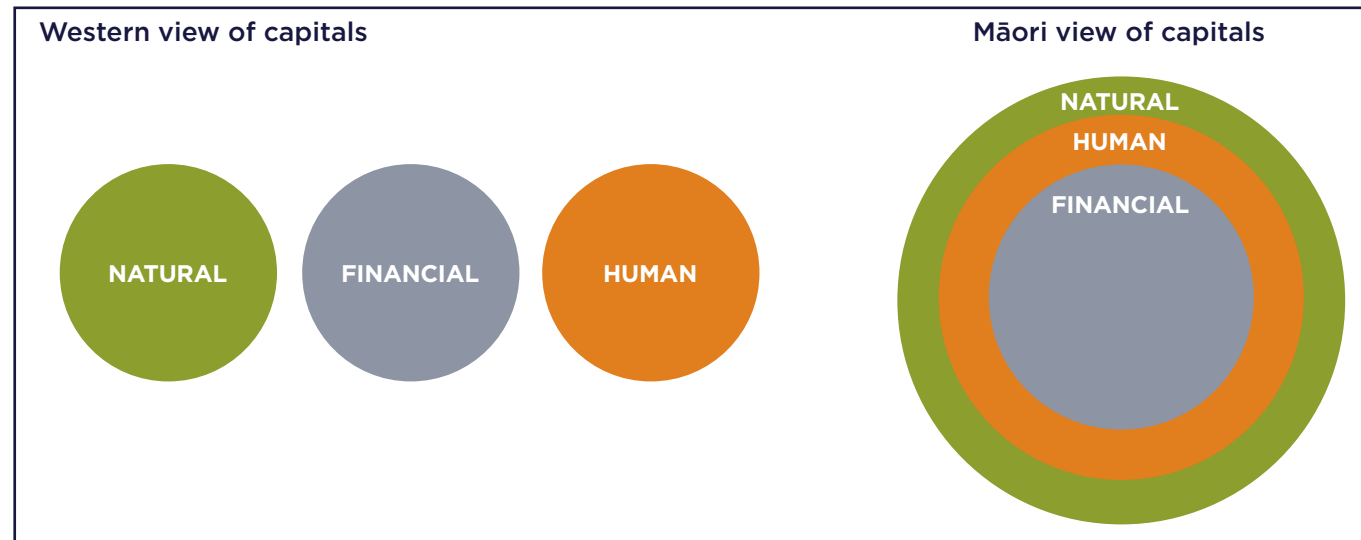 Western view of capitals
Māori view of capitals
NATURAL
FINANCIAL
HUMAN
NATURAL
HUMAN
FINANCIAL